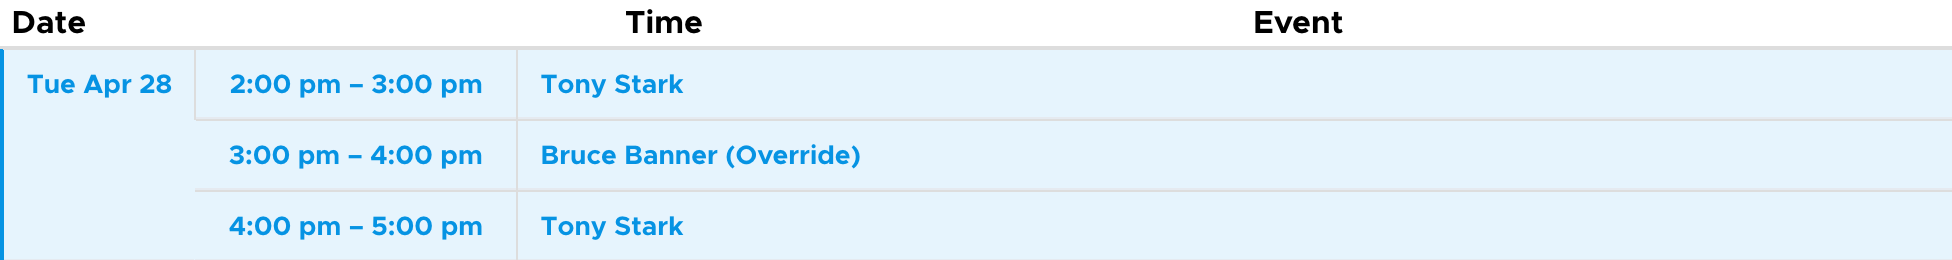 Date Time Event
Tue Apr 28 2:00 pm – 3:00 pm Tony Stark
3:00 pm – 4:00 pm Bruce Banner (Override)
4:00 pm – 5:00 pm Tony Stark